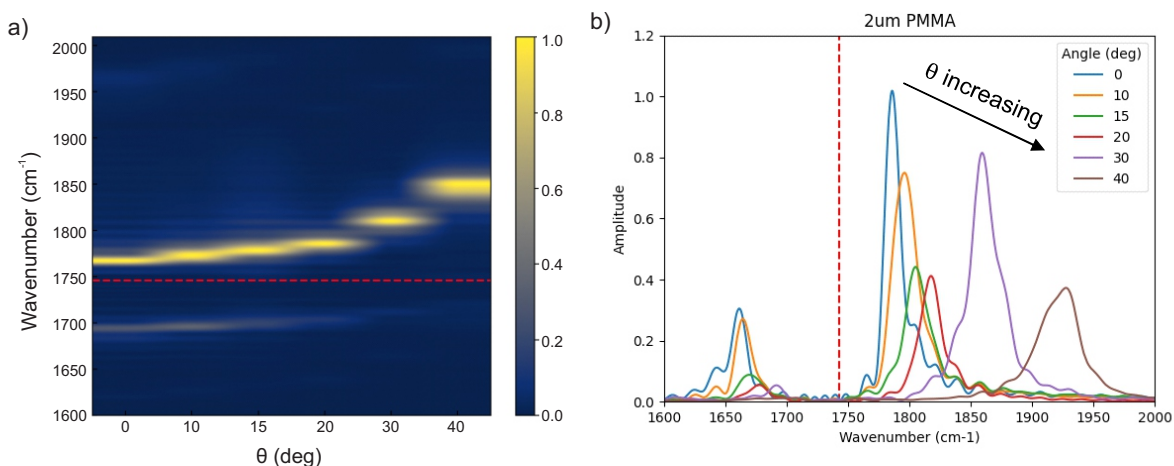 a)
2000
1950
1900
1850
1800
1750
1700
1650
1600
Wavenumber (cm⁻¹)
0 10 15 20 30 40
θ (deg)
1.0
0.8
0.6
0.4
0.2
0.0
b)
2um PMMA
1.2
1.0
0.8
0.6
0.4
0.2
0.0
Amplitude
Angle (deg)
0
10
15
20
30
40
θ increasing
1600 1650 1700 1750 1800 1850 1900 1950 2000
Wavenumber (cm-1)